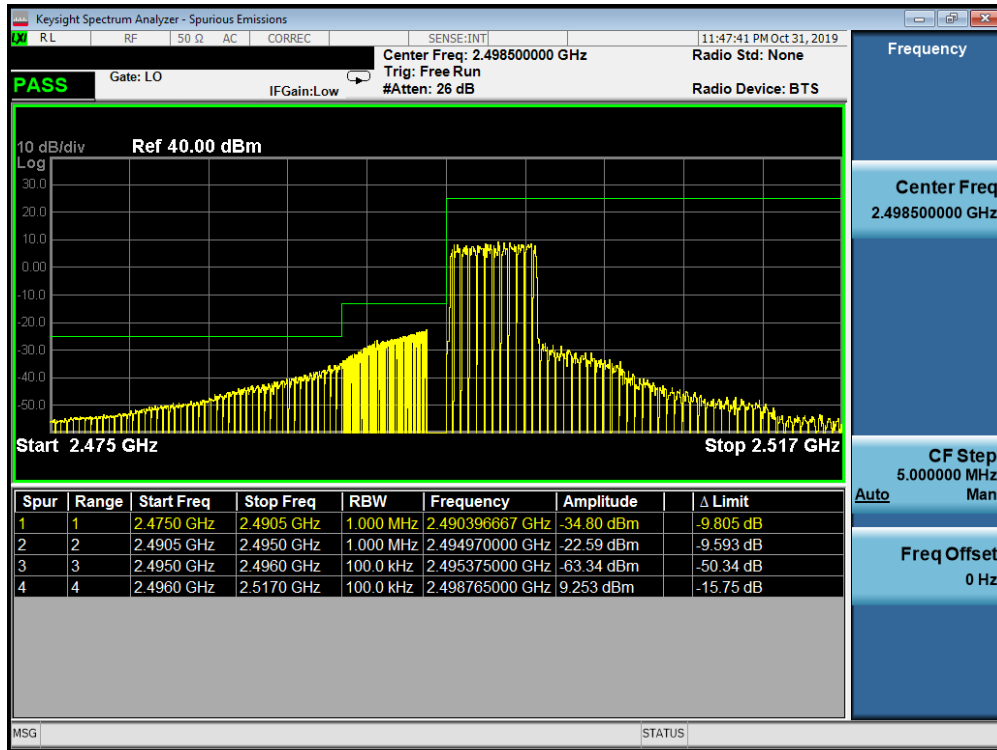 Keysight Spectrum Analyzer - Spurious Emissions
LXI RL RF 50 Ω AC CORREC SENSE:INT 11:47:41 PM Oct 31, 2019
Center Freq: 2.498500000 GHz Radio Std: None
PASS Gate: LO Trig: Free Run
IFGain:Low #Atten: 26 dB Radio Device: BTS
10 dB/div Ref 40.00 dBm
Log
30.0
20.0
10.0
0.00
-10.0
-20.0
-30.0
-40.0
-50.0
Start 2.475 GHz Stop 2.517 GHz
Spur Range Start Freq Stop Freq RBW Frequency Amplitude Δ Limit
1 1 2.4750 GHz 2.4905 GHz 1.000 MHz 2.490396667 GHz -34.80 dBm -9.805 dB
2 2 2.4905 GHz 2.4950 GHz 1.000 MHz 2.494970000 GHz -22.59 dBm -9.593 dB
3 3 2.4950 GHz 2.4960 GHz 100.0 kHz 2.495375000 GHz -63.34 dBm -50.34 dB
4 4 2.4960 GHz 2.5170 GHz 100.0 kHz 2.498765000 GHz 9.253 dBm -15.75 dB
MSG STATUS
Frequency
Center Freq
2.498500000 GHz
CF Step
5.000000 MHz
Auto Man
Freq Offset
0 Hz